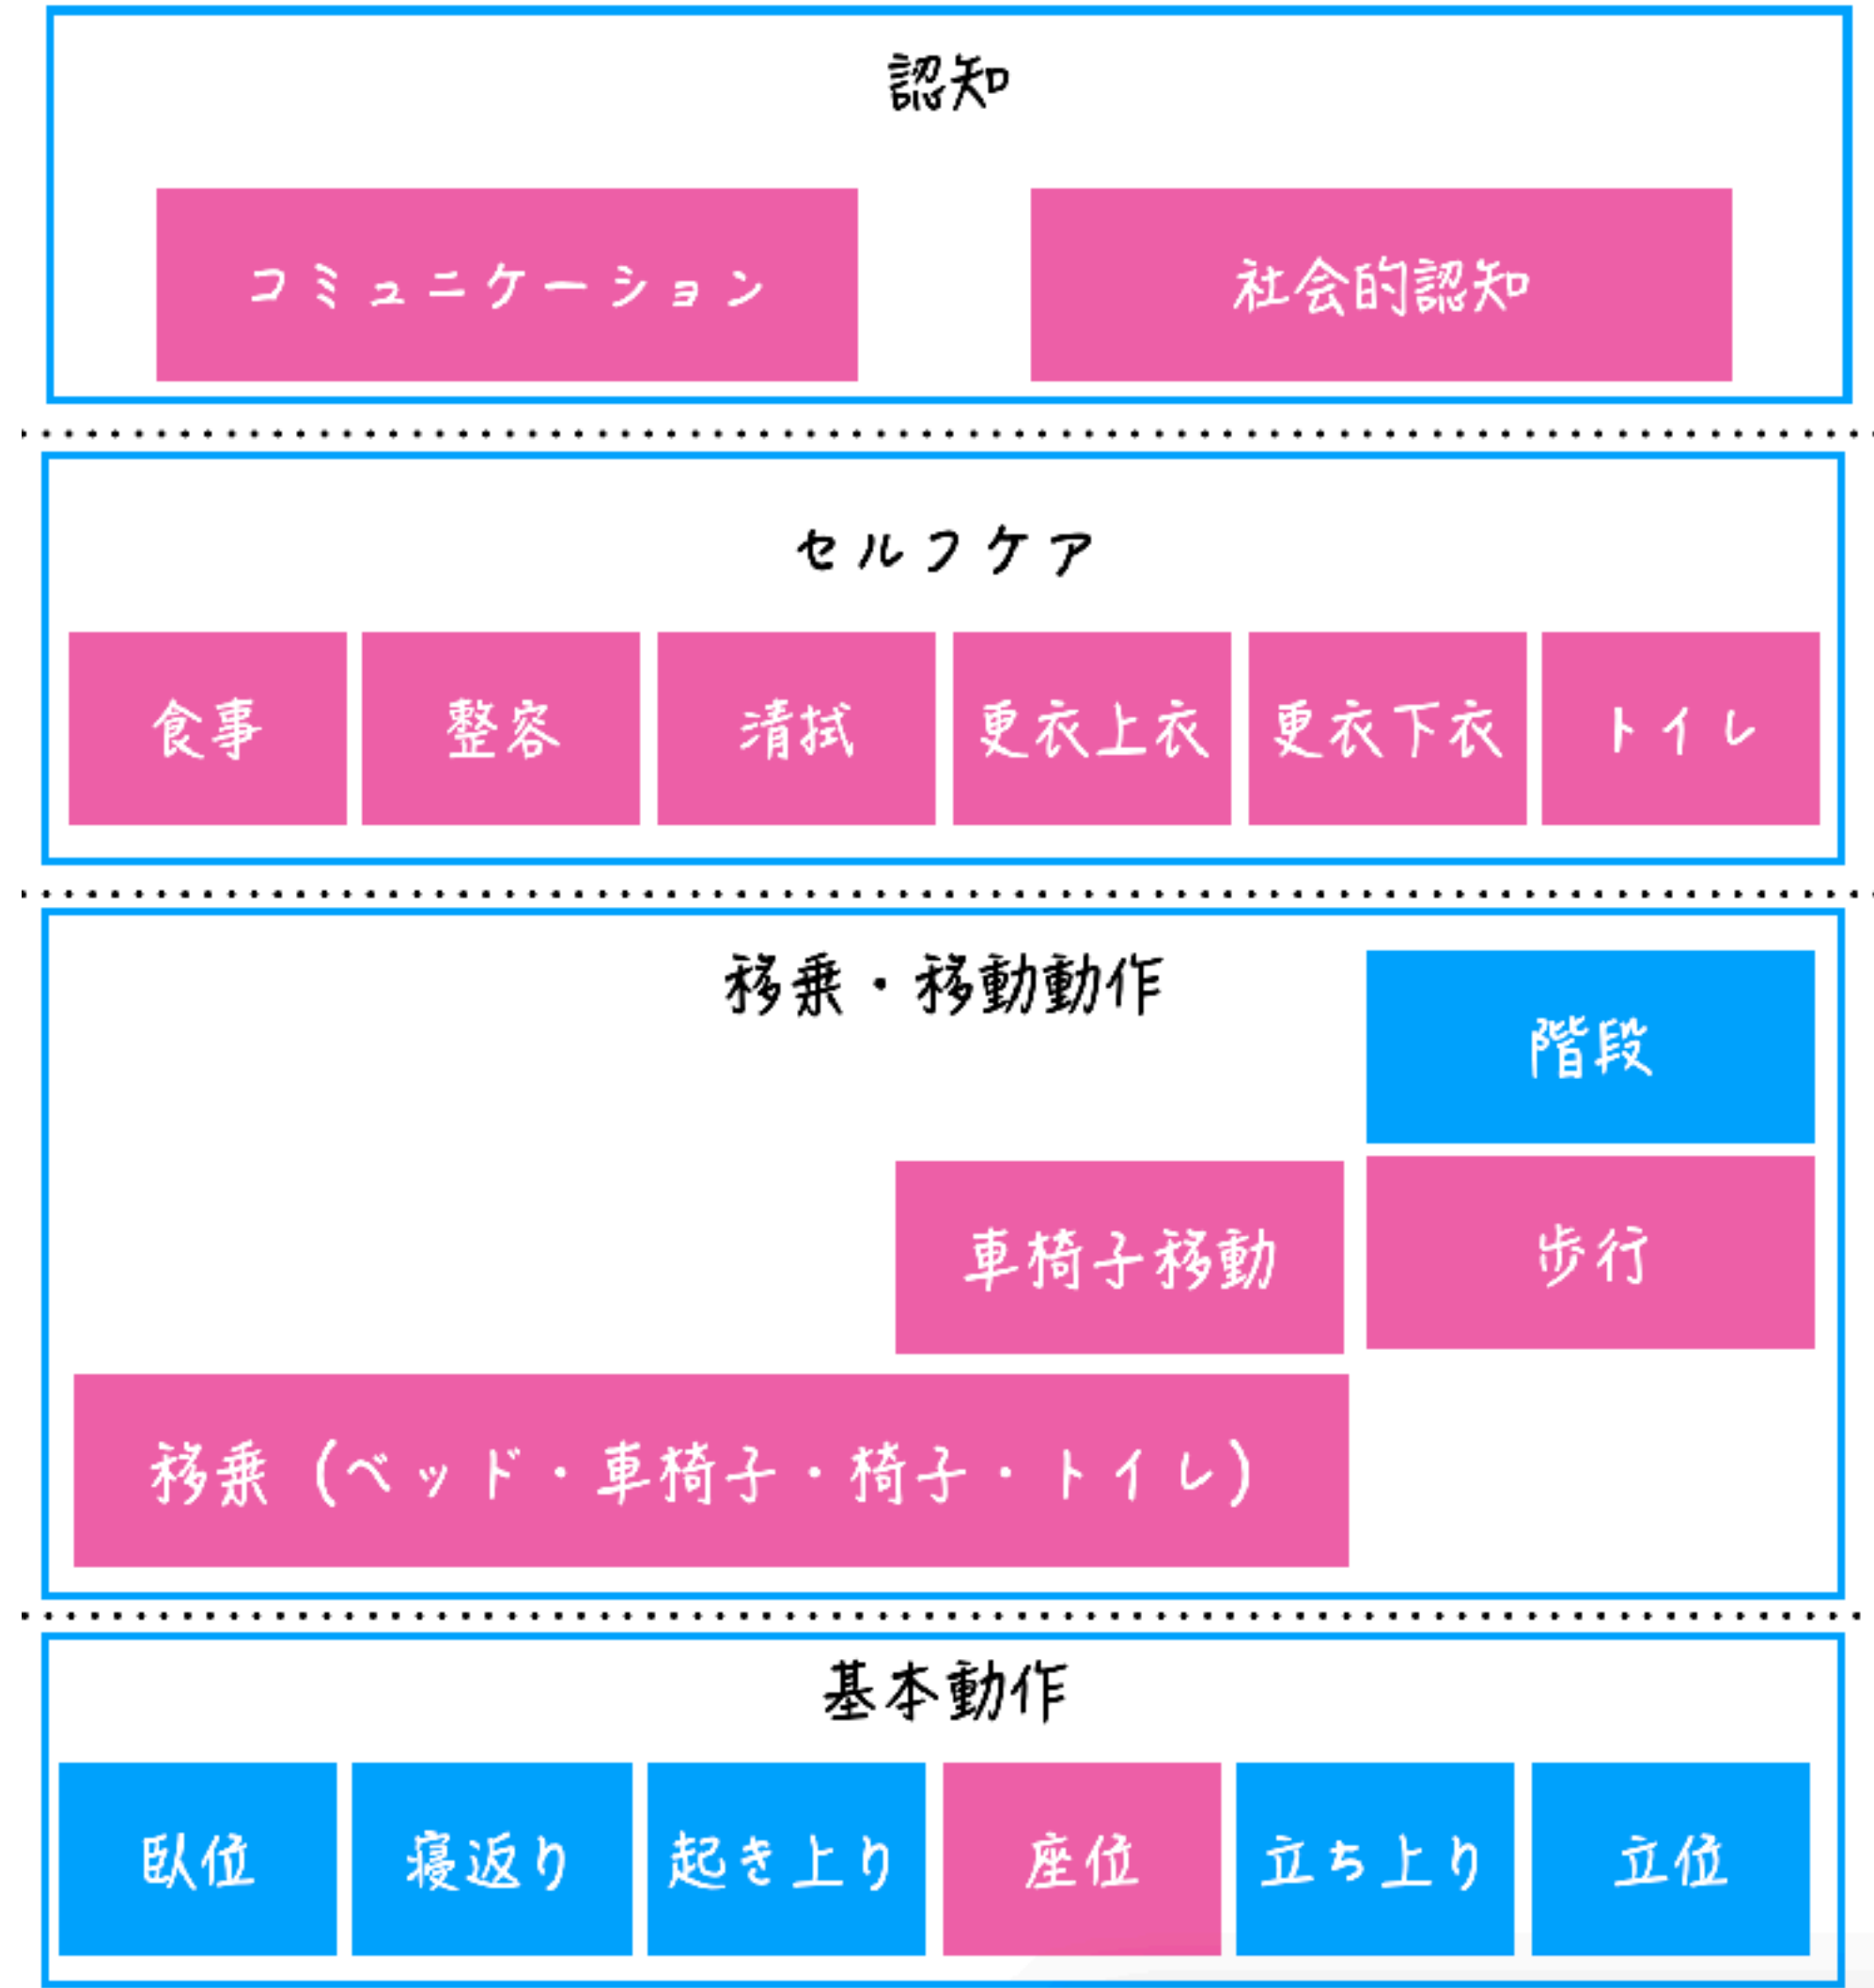 認知
コミュニケーション
社会的認知
セルフケア
食事
整容
清拭
更衣上衣
更衣下衣
トイレ
移乗・移動動作
階段
車椅子移動
歩行
移乗（ベッド・車椅子・椅子・トイレ）
基本動作
臥位
寝返り
起き上り
座位
立ち上り
立位